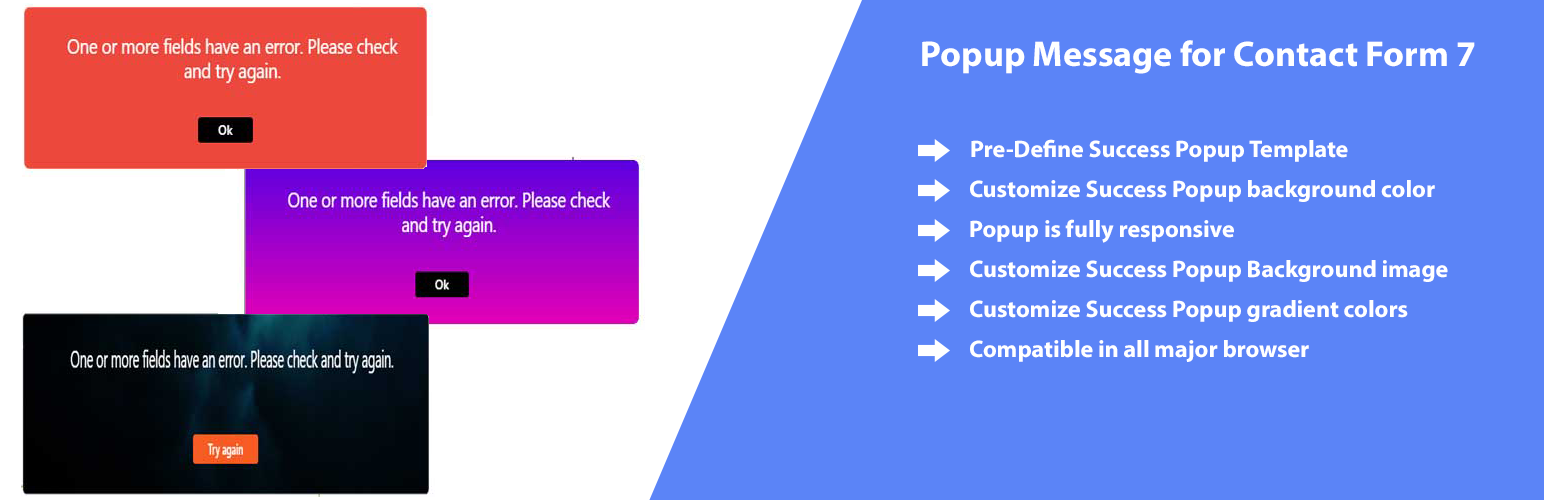 One or more fields have an error. Please check
and try again.
Ok
One or more fields have an error. Please check
and try again.
Ok
One or more fields have an error. Please check and try again.
Try again
Popup Message for Contact Form 7
Pre-Define Success Popup Template
Customize Success Popup background color
Popup is fully responsive
Customize Success Popup Background image
Customize Success Popup gradient colors
Compatible in all major browser